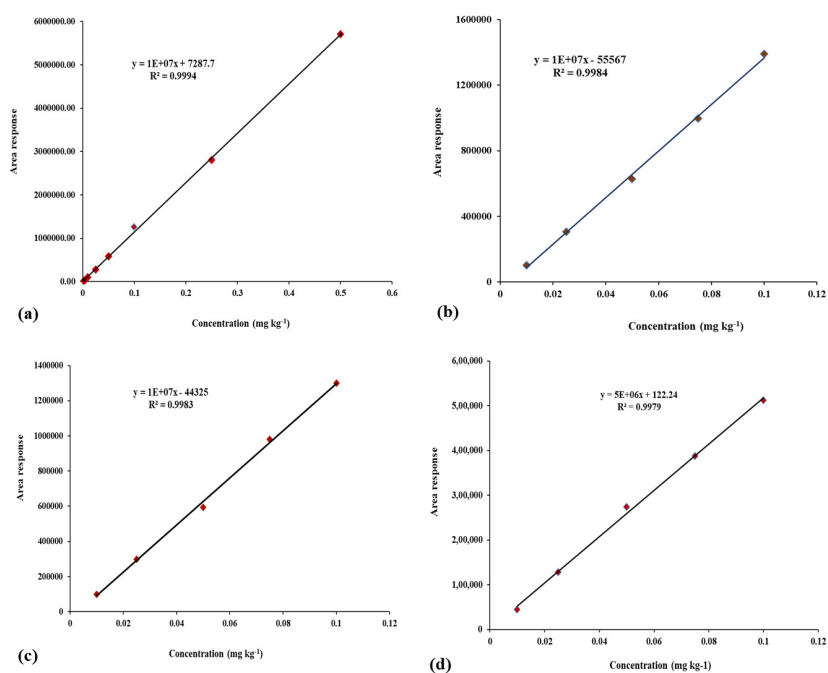 6000000.00
5000000.00
4000000.00
3000000.00
2000000.00
1000000.00
0.00
0 0.1 0.2 0.3 0.4 0.5 0.6
Area response
Concentration (mg kg-1)
y = 1E+07x + 7287.7
R² = 0.9994
(a)
1600000
1200000
800000
400000
0
0 0.02 0.04 0.06 0.08 0.1 0.12
Area response
Concentration (mg kg-1)
y = 1E+07x - 55567
R² = 0.9984
(b)
1400000
1200000
1000000
800000
600000
400000
200000
0
0 0.02 0.04 0.06 0.08 0.1 0.12
Area response
Concentration (mg kg-1)
y = 1E+07x - 44325
R² = 0.9983
(c)
6,00,000
5,00,000
4,00,000
3,00,000
2,00,000
1,00,000
0
0 0.02 0.04 0.06 0.08 0.1 0.12
Area response
Concentration (mg kg-1)
y = 5E+06x + 122.24
R² = 0.9979
(d)